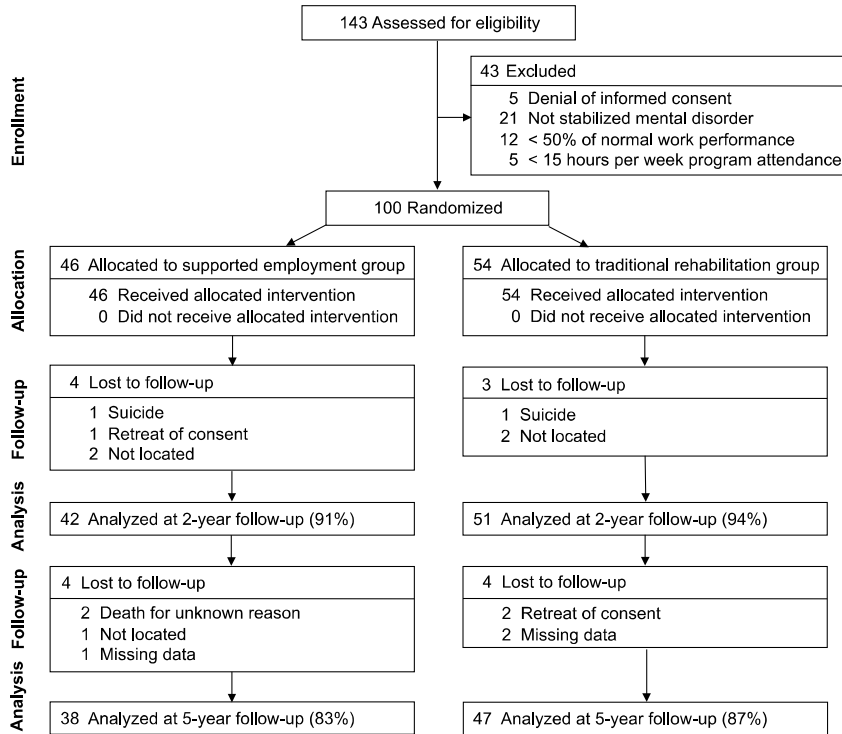 143 Assessed for eligibility
Enrollment
43 Excluded
5 Denial of informed consent
21 Not stabilized mental disorder
12 < 50% of normal work performance
5 < 15 hours per week program attendance
100 Randomized
Allocation
46 Allocated to supported employment group
46 Received allocated intervention
0 Did not receive allocated intervention
54 Allocated to traditional rehabilitation group
54 Received allocated intervention
0 Did not receive allocated intervention
Follow-up
4 Lost to follow-up
1 Suicide
1 Retreat of consent
2 Not located
3 Lost to follow-up
1 Suicide
2 Not located
Analysis
42 Analyzed at 2-year follow-up (91%)
51 Analyzed at 2-year follow-up (94%)
Follow-up
4 Lost to follow-up
2 Death for unknown reason
1 Not located
1 Missing data
4 Lost to follow-up
2 Retreat of consent
2 Missing data
Analysis
38 Analyzed at 5-year follow-up (83%)
47 Analyzed at 5-year follow-up (87%)